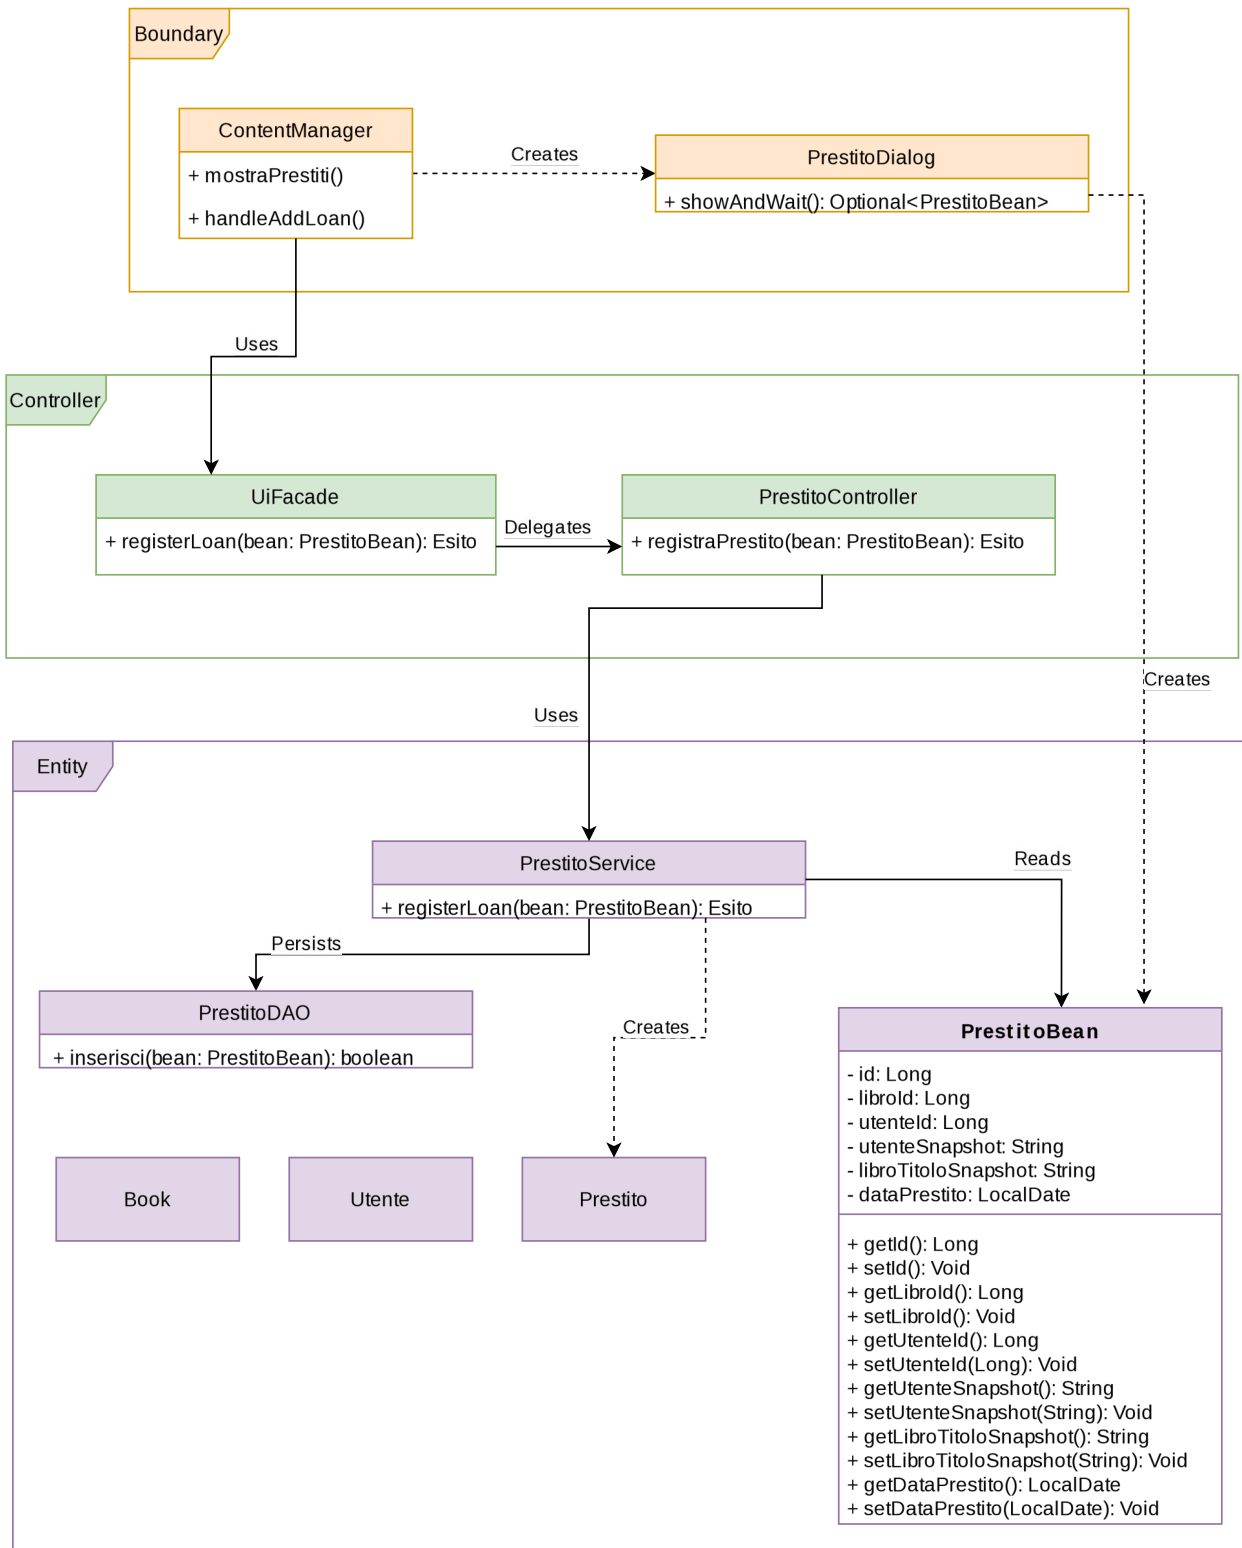 Boundary
ContentManager
+ mostraPrestiti()
+ handleAddLoan()
Creates
PrestitoDialog
+ showAndWait(): Optional<PrestitoBean>
Uses
Controller
UiFacade
+ registerLoan(bean: PrestitoBean): Esito
Delegates
PrestitoController
+ registraPrestito(bean: PrestitoBean): Esito
Creates
Uses
Entity
PrestitoService
+ registerLoan(bean: PrestitoBean): Esito
Reads
Persists
PrestitoDAO
+ inserisci(bean: PrestitoBean): boolean
Creates
Book
Utente
Prestito
PrestitoBean
- id: Long
- libroId: Long
- utenteId: Long
- utenteSnapshot: String
- libroTitoloSnapshot: String
- dataPrestito: LocalDate
+ getId(): Long
+ setId(): Void
+ getLibroId(): Long
+ setLibroId(): Void
+ getUtenteId(): Long
+ setUtenteId(Long): Void
+ getUtenteSnapshot(): String
+ setUtenteSnapshot(String): Void
+ getLibroTitoloSnapshot(): String
+ setLibroTitoloSnapshot(String): Void
+ getDataPrestito(): LocalDate
+ setDataPrestito(LocalDate): Void